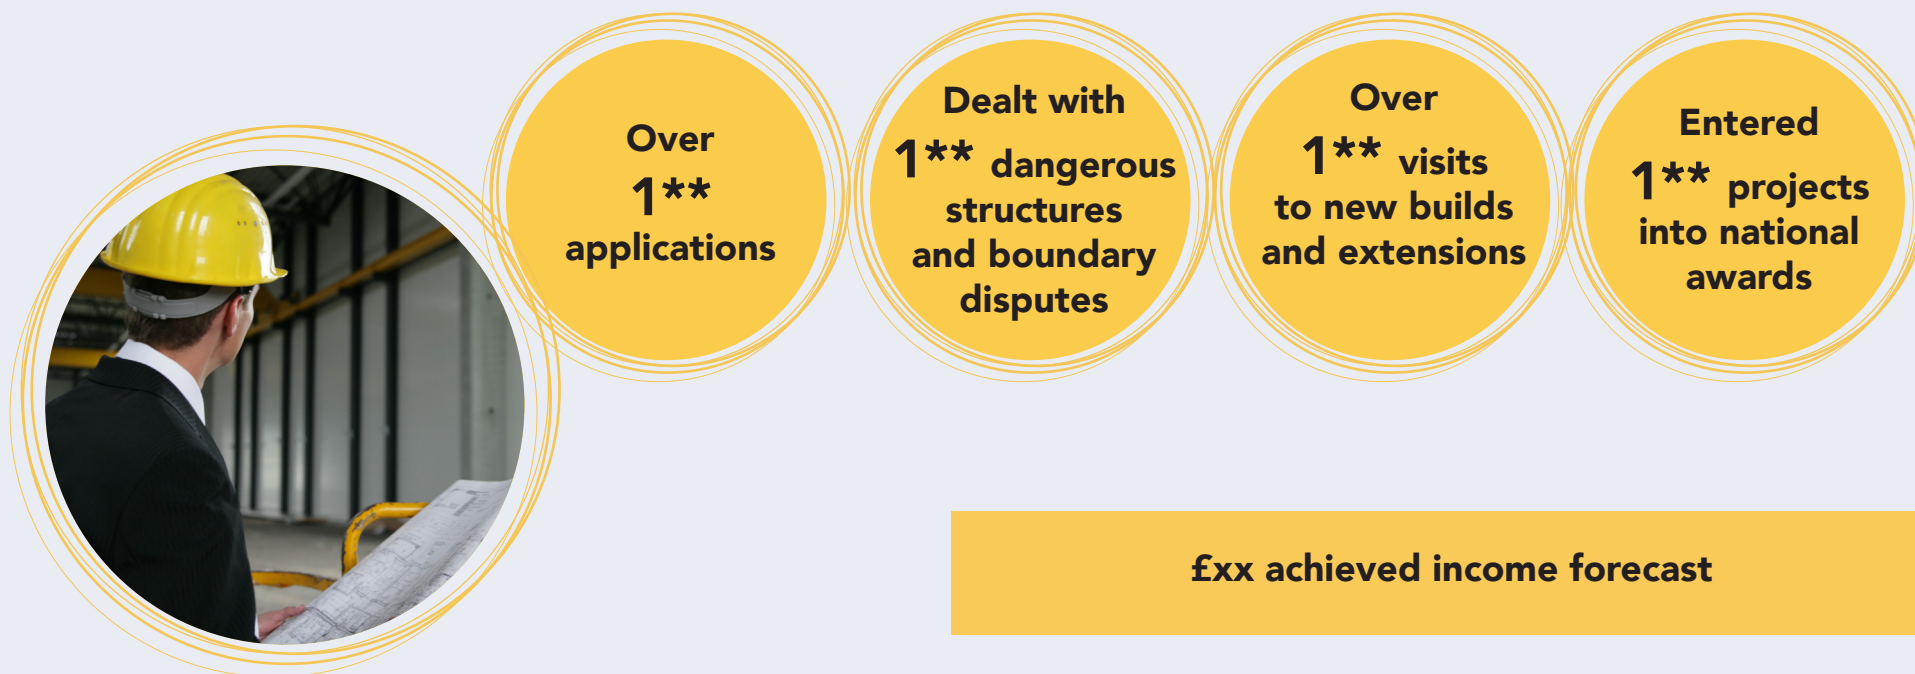 Over
1**
applications
Dealt with
1** dangerous
structures
and boundary
disputes
Over
1** visits
to new builds
and extensions
Entered
1** projects
into national
awards
£xx achieved income forecast